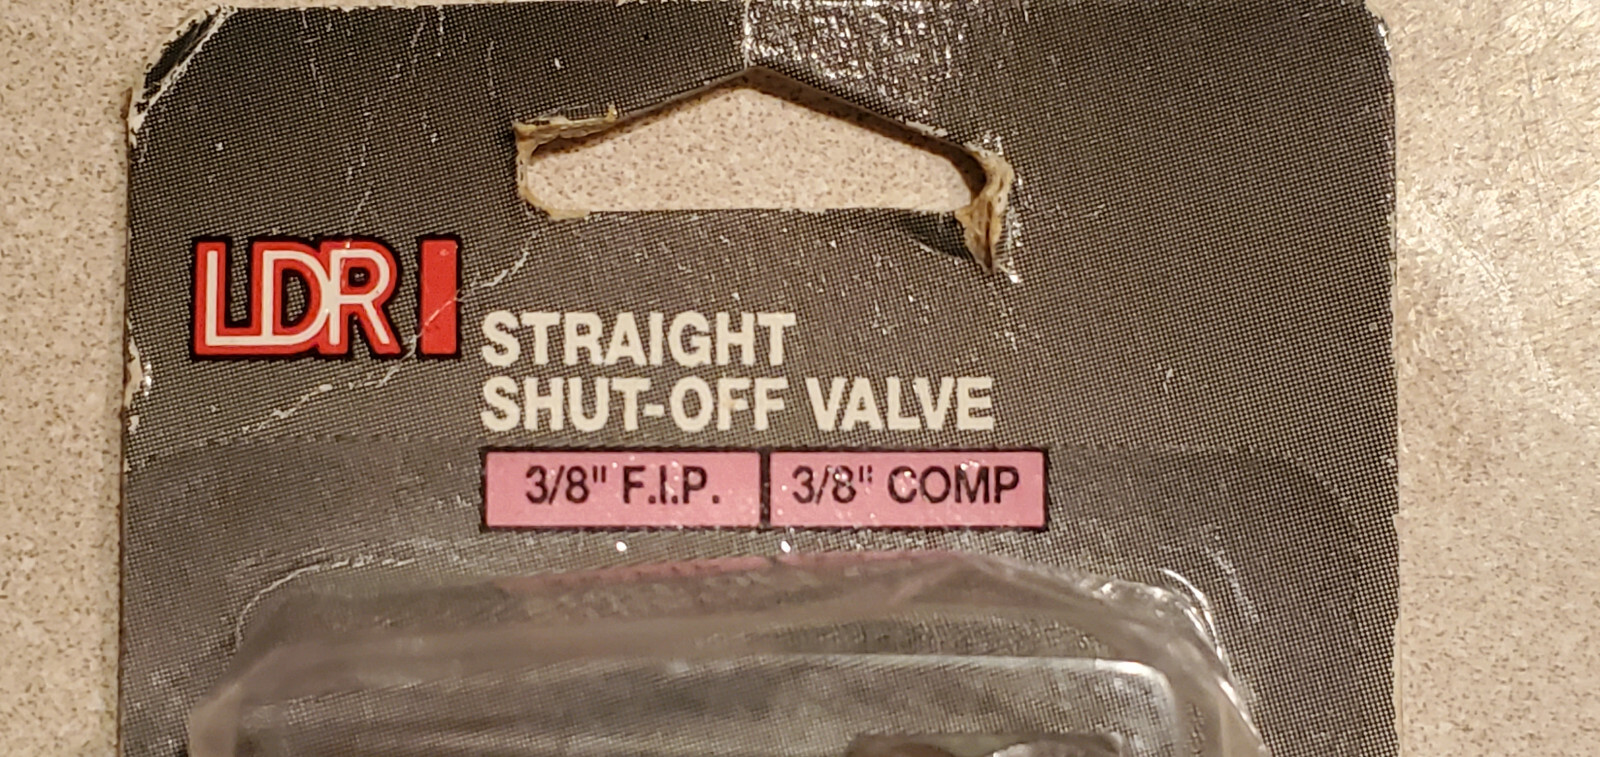 LDR
STRAIGHT
SHUT-OFF VALVE
3/8" F.I.P. 3/8" COMP